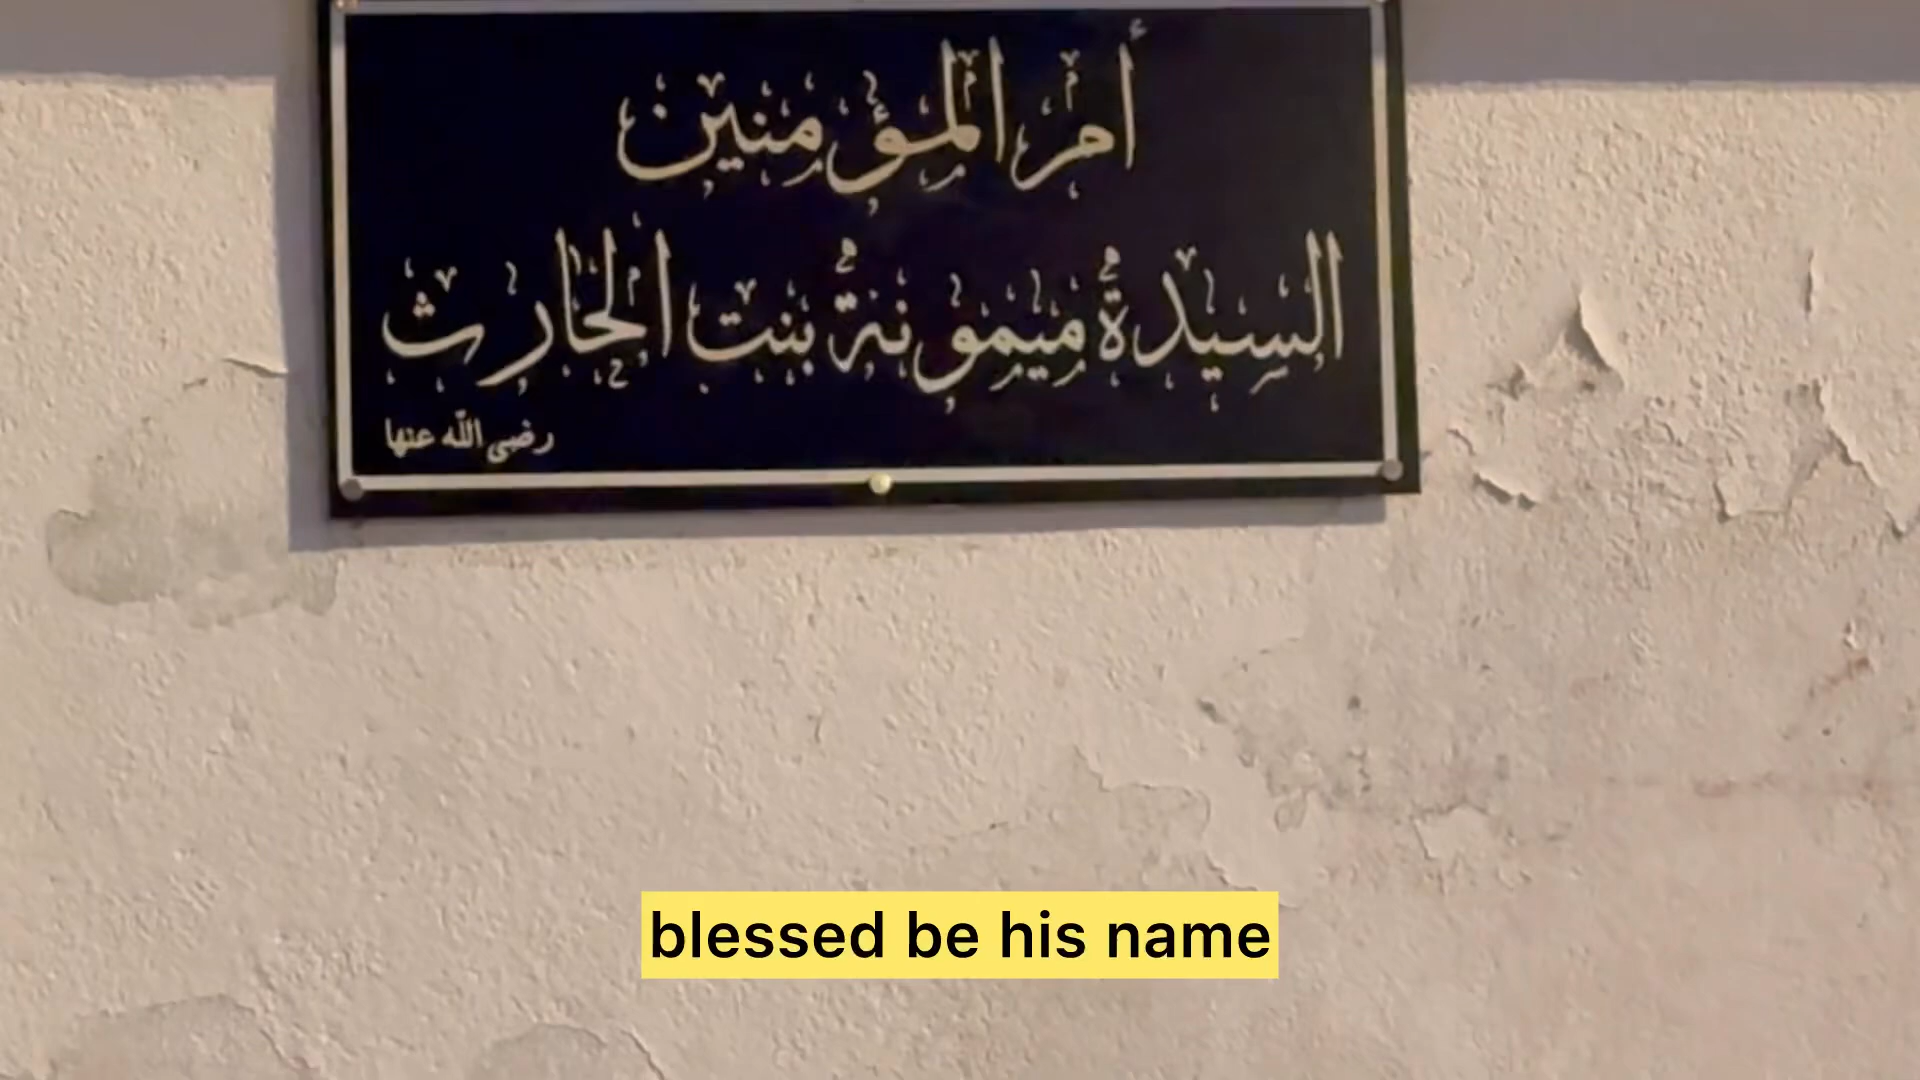 أم المؤمنين
السيدة ميمونة بنت الحارث
رضي الله عنها
blessed be his name